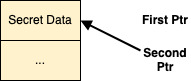 Secret Data
First Ptr
...
Second
Ptr